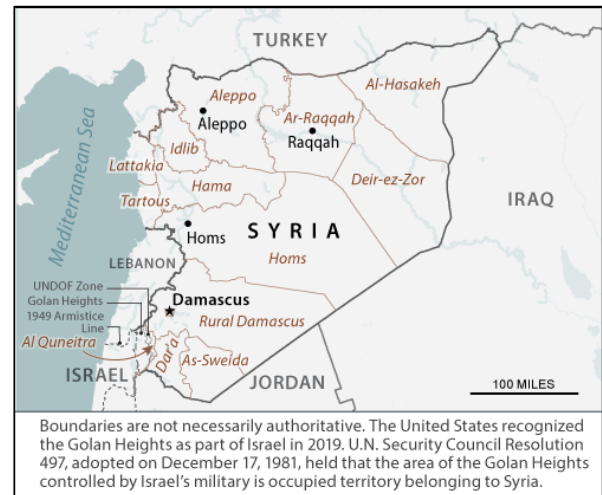 TURKEY
Al-Hasakeh
Aleppo
Aleppo
Ar-Raqqah
Raqqah
Idlib
Lattakia
Hama
Deir-ez-Zor
Tartous
Mediterranean Sea
IRAQ
SYRIA
Homs
Homs
LEBANON
UNDOF Zone
Golan Heights
1949 Armistice
Line
Damascus
Rural Damascus
Al Quneitra
Dar'a
As-Sweida
ISRAEL
JORDAN
100 MILES
Boundaries are not necessarily authoritative. The United States recognized
the Golan Heights as part of Israel in 2019. U.N. Security Council Resolution
497, adopted on December 17, 1981, held that the area of the Golan Heights
controlled by Israel’s military is occupied territory belonging to Syria.